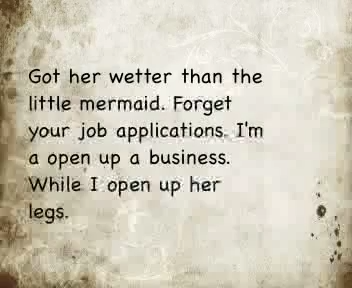 Got her wetter than the
little mermaid. Forget
your job applications. I'm
a open up a business.
While I open up her
legs.